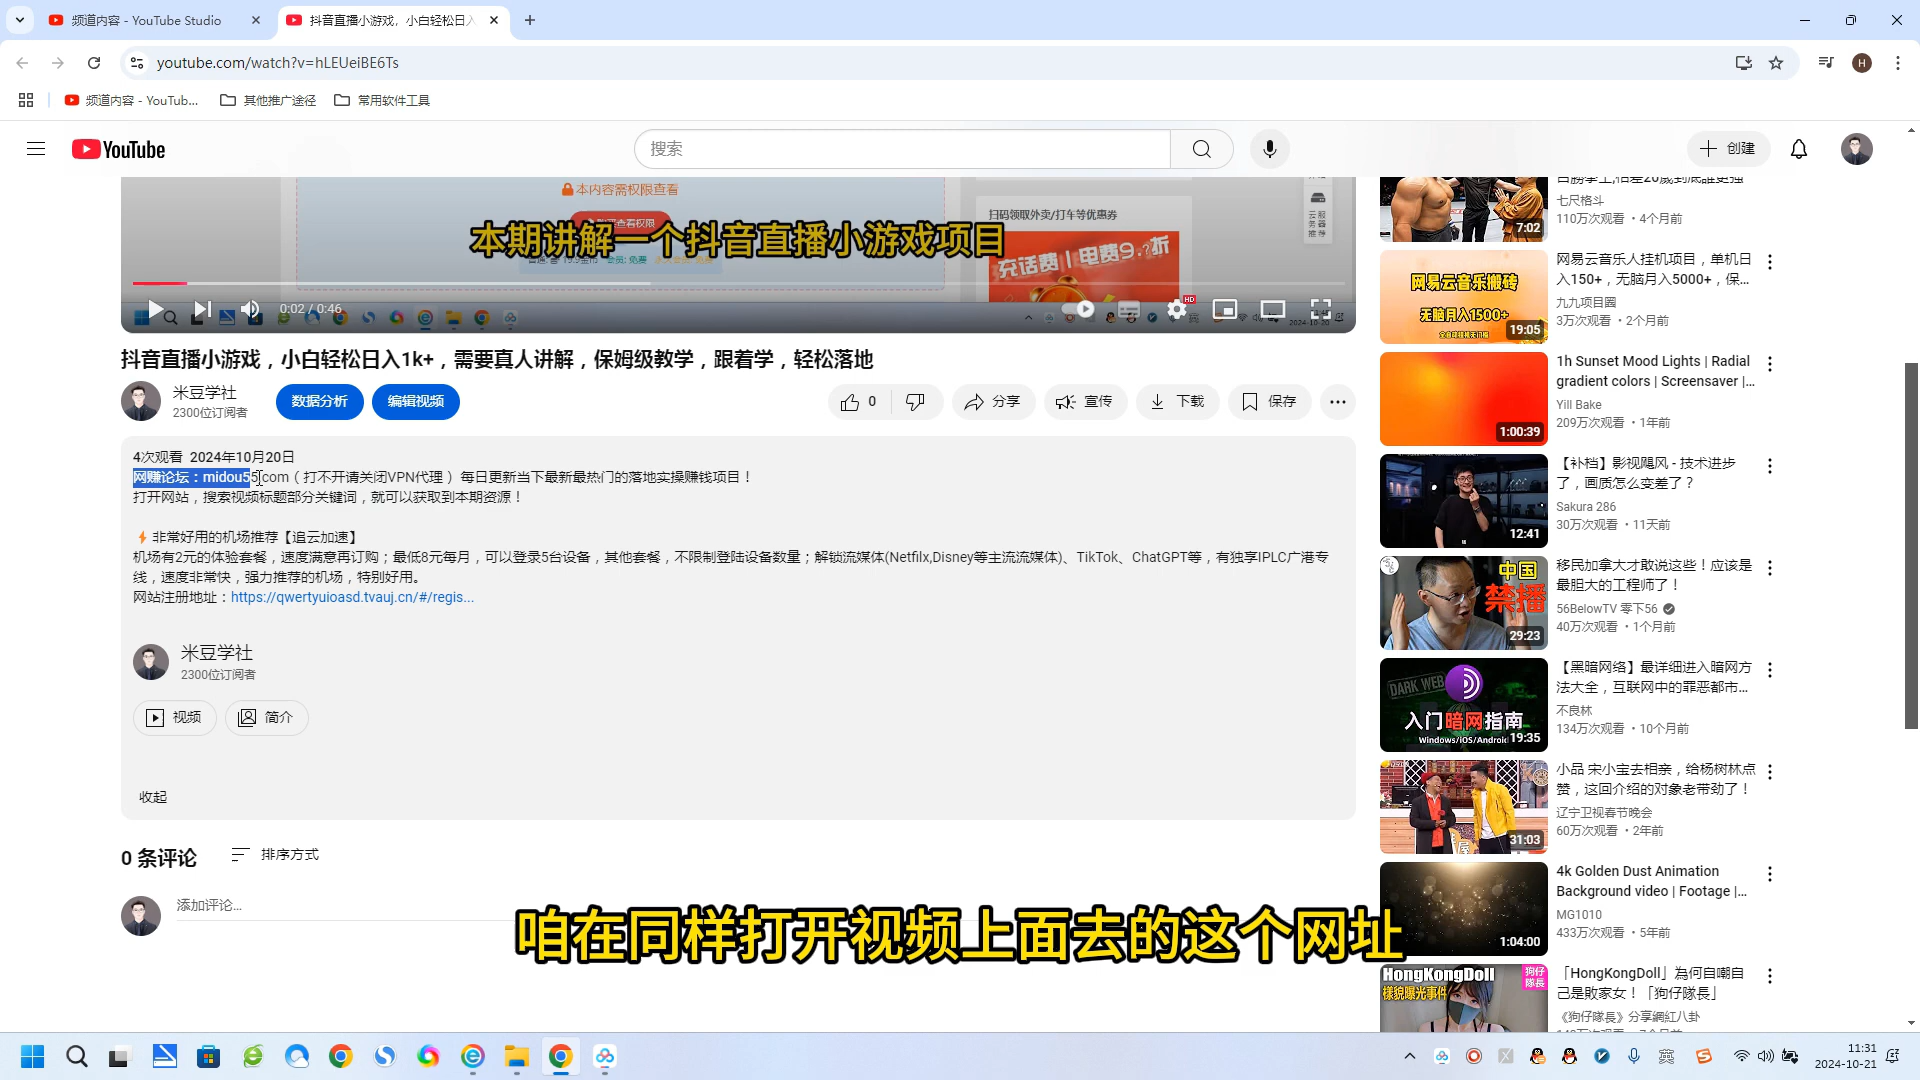 频道内容 - YouTube Studio
抖音直播小游戏，小白轻松日入
youtube.com/watch?v=hLEUeiBE6Ts
H
频道内容 - YouTub...
其他推广途径
常用软件工具
YouTube
搜索
创建
本内容需权限查看
扫码领取外卖/打车等优惠券
本期讲解一个抖音直播小游戏项目
0:02 / 0:46
HD
抖音直播小游戏，小白轻松日入1k+，需要真人讲解，保姆级教学，跟着学，轻松落地
米豆学社
2300位订阅者
数据分析
编辑视频
0
分享
宣传
下载
保存
4次观看 2024年10月20日
网赚论坛：midou55.com（打不开请关闭VPN代理） 每日更新当下最新最热门的落地实操赚钱项目！
打开网站，搜索视频标题部分关键词，就可以获取到本期资源！
⚡非常好用的机场推荐【追云加速】
机场有2元的体验套餐，速度满意再订购；最低8元每月，可以登录5台设备，其他套餐，不限制登陆设备数量；解锁流媒体(Netfilx,Disney等主流流媒体)、TikTok、ChatGPT等，有独享IPLC广港专
线，速度非常快，强力推荐的机场，特别好用。
网站注册地址：https://qwertyuioasd.tvauj.cn/#/regis...
米豆学社
2300位订阅者
视频
简介
收起
0 条评论
排序方式
添加评论...
咱在同样打开视频上面去的这个网址
7:02
七尺格斗
110万次观看 · 4个月前
网易云音乐搬砖
无脑月入1500+
19:05
网易云音乐人挂机项目，单机日
入150+，无脑月入5000+，保...
九九项目圆
3万次观看 · 2个月前
1:00:39
1h Sunset Mood Lights | Radial
gradient colors | Screensaver |...
Yill Bake
209万次观看 · 1年前
12:41
【补档】影视飓风 - 技术进步
了，画质怎么变差了？
Sakura 286
30万次观看 · 11天前
中国
禁播
29:23
移民加拿大才敢说这些！应该是
最胆大的工程师了！
56BelowTV 零下56
40万次观看 · 1个月前
DARK WEB
入门暗网指南
Windows/iOS/Android
19:35
【黑暗网络】最详细进入暗网方
法大全，互联网中的罪恶都市...
不良林
134万次观看 · 10个月前
31:03
小品 宋小宝去相亲，给杨树林点
赞，这回介绍的对象老带劲了！
辽宁卫视春节晚会
60万次观看 · 2年前
1:04:00
4k Golden Dust Animation
Background video | Footage |...
MG1010
433万次观看 · 5年前
HongKongDoll
樣貌曝光事件
狗仔
隊長
「HongKongDoll」為何自嘲自
己是敗家女！「狗仔隊長」
《狗仔隊長》分享網紅八卦
英
11:31
2024-10-21